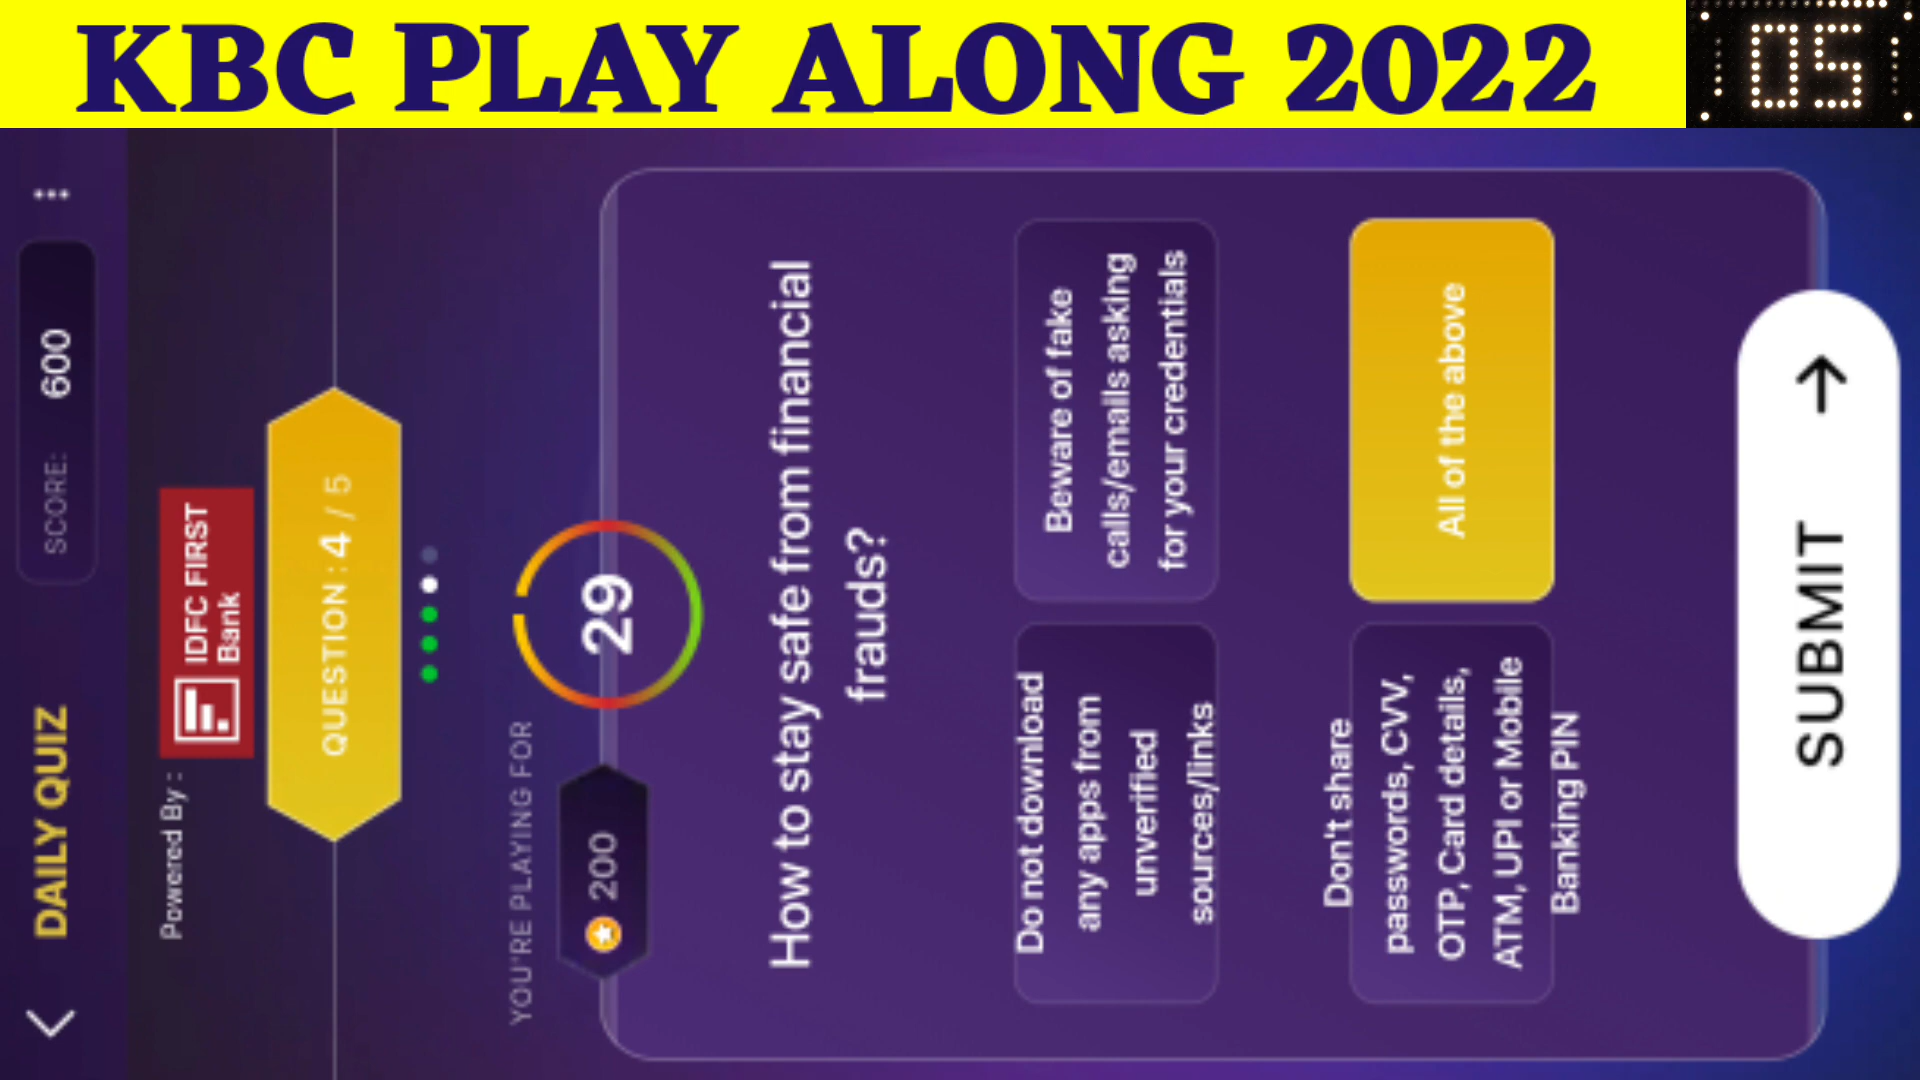 KBC PLAY ALONG 2022
05
DAILY QUIZ
SCORE: 600
Powered By :
IDFC FIRST
Bank
QUESTION : 4 / 5
YOU'RE PLAYING FOR
200
29
How to stay safe from financial
frauds?
Do not download
any apps from
unverified
sources/links
Beware of fake
calls/emails asking
for your credentials
Don't share
passwords, CVV,
OTP, Card details,
ATM, UPI or Mobile
Banking PIN
All of the above
SUBMIT